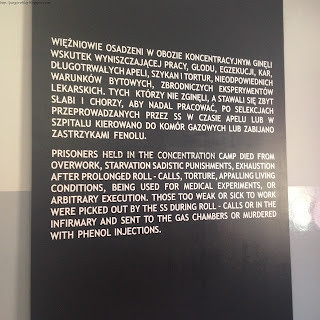 WIĘŹNIOWIE OSADZENI W OBOZIE KONCENTRACYJNYM GINĘLI
WSKUTEK WYNISZCZAJĄCEJ PRACY, GŁODU, EGZEKUCJI, KAR,
DŁUGOTRWAŁYCH APELI, SZYKAN I TORTUR, NIEODPOWIEDNICH
WARUNKÓW BYTOWYCH, ZBRODNICZYCH EKSPERYMENTÓW
LEKARSKICH. TYCH KTÓRZY NIE ZGINĘLI, A STAWALI SIĘ ZBYT
SŁABI I CHORZY, ABY NADAL PRACOWAĆ, PO SELEKCJACH
PRZEPROWADZANYCH PRZEZ SS W CZASIE APELU LUB W
SZPITALU KIEROWANO DO KOMÓR GAZOWYCH LUB ZABIJANO
ZASTRZYKAMI FENOLU.
PRISONERS HELD IN THE CONCENTRATION CAMP DIED FROM
OVERWORK, STARVATION SADISTIC PUNISHMENTS, EXHAUSTION
AFTER PROLONGED ROLL - CALLS, TORTURE, APPALLING LIVING
CONDITIONS, BEING USED FOR MEDICAL EXPERIMENTS, OR
ARBITRARY EXECUTION. THOSE TOO WEAK OR SICK TO WORK
WERE PICKED OUT BY THE SS DURING ROLL - CALLS OR IN THE
INFIRMARY AND SENT TO THE GAS CHAMBERS OR MURDERED
WITH PHENOL INJECTIONS.